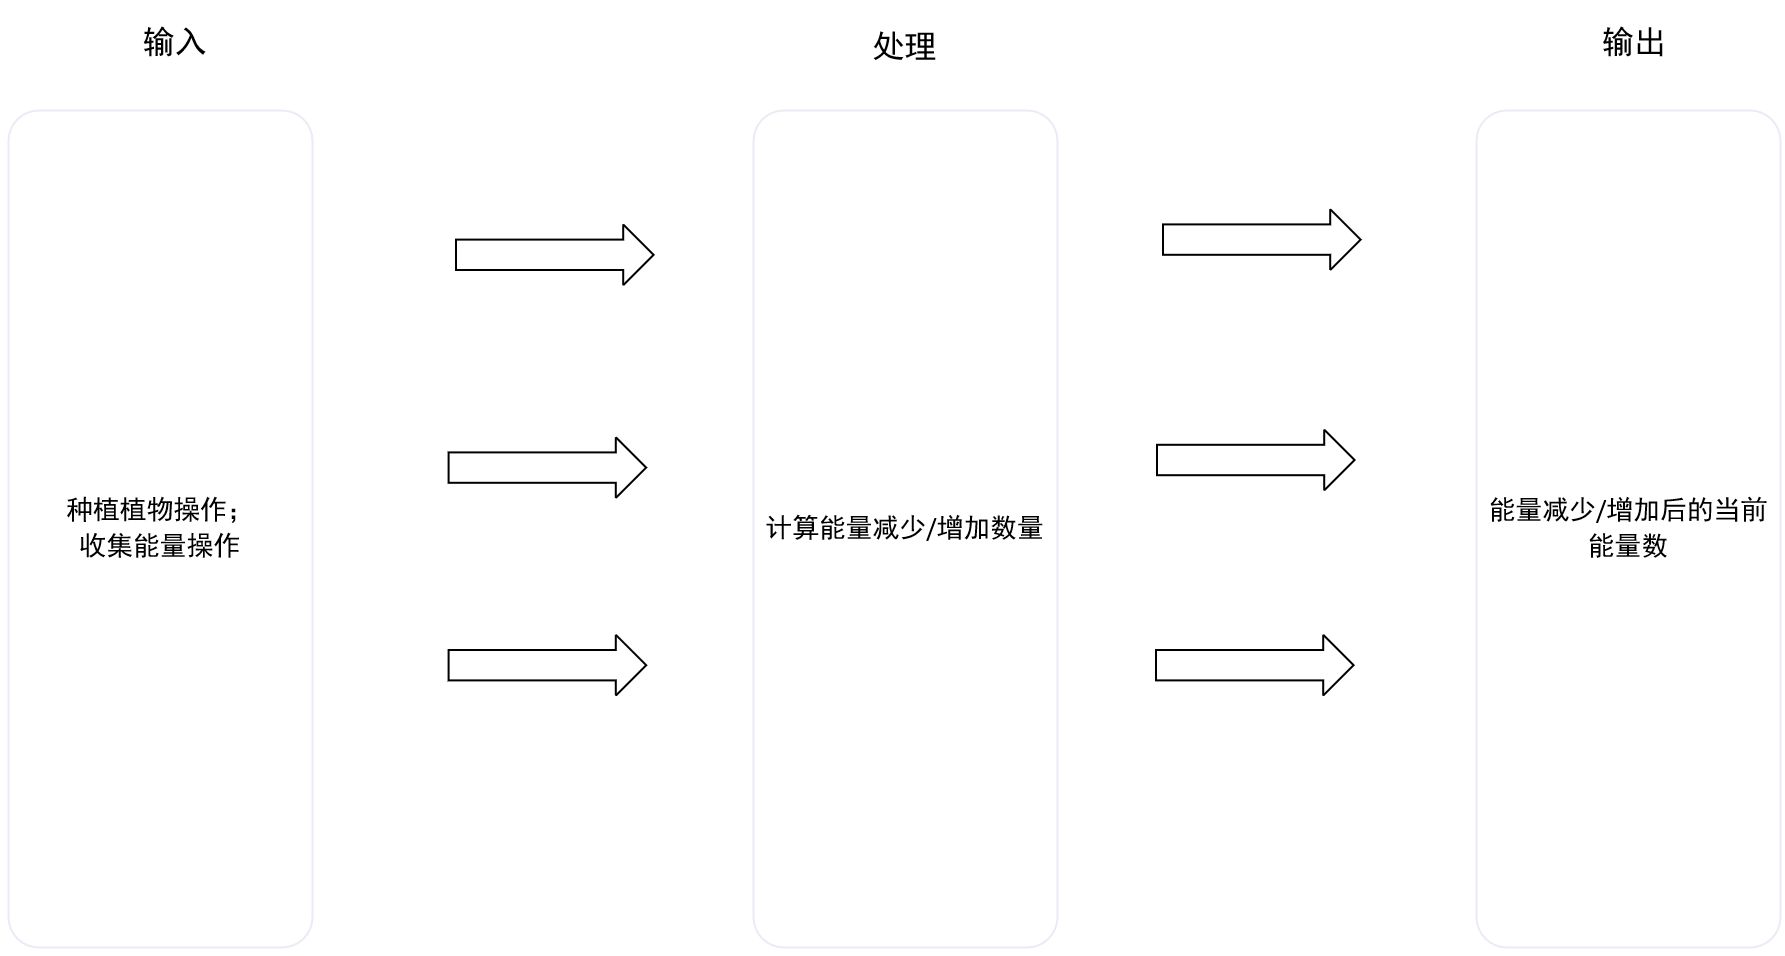 输入
处理
输出
种植植物操作；
收集能量操作
计算能量减少/增加数量
能量减少/增加后的当前
能量数